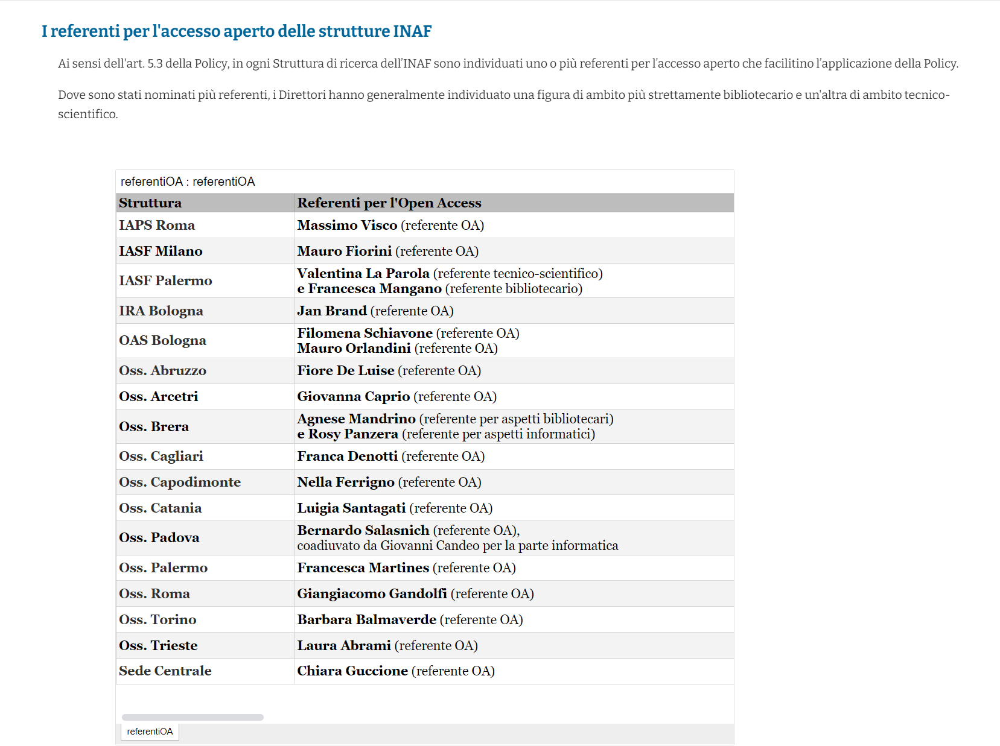 I referenti per l'accesso aperto delle strutture INAF
Ai sensi dell'art. 5.3 della Policy, in ogni Struttura di ricerca dell’INAF sono individuati uno o più referenti per l’accesso aperto che facilitino l’applicazione della Policy.
Dove sono stati nominati più referenti, i Direttori hanno generalmente individuato una figura di ambito più strettamente bibliotecario e un'altra di ambito tecnico-
scientifico.
referentiOA : referentiOA
Struttura Referenti per l'Open Access
IAPS Roma Massimo Visco (referente OA)
IASF Milano Mauro Fiorini (referente OA)
IASF Palermo Valentina La Parola (referente tecnico-scientifico)
e Francesca Mangano (referente bibliotecario)
IRA Bologna Jan Brand (referente OA)
OAS Bologna Filomena Schiavone (referente OA)
Mauro Orlandini (referente OA)
Oss. Abruzzo Fiore De Luise (referente OA)
Oss. Arcetri Giovanna Caprio (referente OA)
Oss. Brera Agnese Mandrino (referente per aspetti bibliotecari)
e Rosy Panzera (referente per aspetti informatici)
Oss. Cagliari Franca Denotti (referente OA)
Oss. Capodimonte Nella Ferrigno (referente OA)
Oss. Catania Luigia Santagati (referente OA)
Oss. Padova Bernardo Salasnich (referente OA),
coadiuvato da Giovanni Candeo per la parte informatica
Oss. Palermo Francesca Martines (referente OA)
Oss. Roma Giangiacomo Gandolfi (referente OA)
Oss. Torino Barbara Balmaverde (referente OA)
Oss. Trieste Laura Abrami (referente OA)
Sede Centrale Chiara Guccione (referente OA)
referentiOA